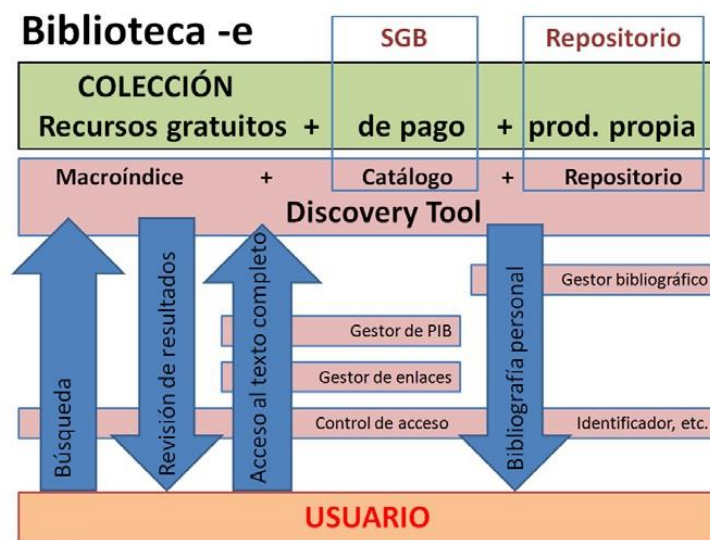 Biblioteca -e
SGB
Repositorio
COLECCIÓN
Recursos gratuitos + de pago + prod. propia
Macroíndice + Catálogo + Repositorio
Discovery Tool
Búsqueda
Revisión de resultados
Acceso al texto completo
Bibliografía personal
Gestor bibliográfico
Gestor de PIB
Gestor de enlaces
Control de acceso
Identificador, etc.
USUARIO